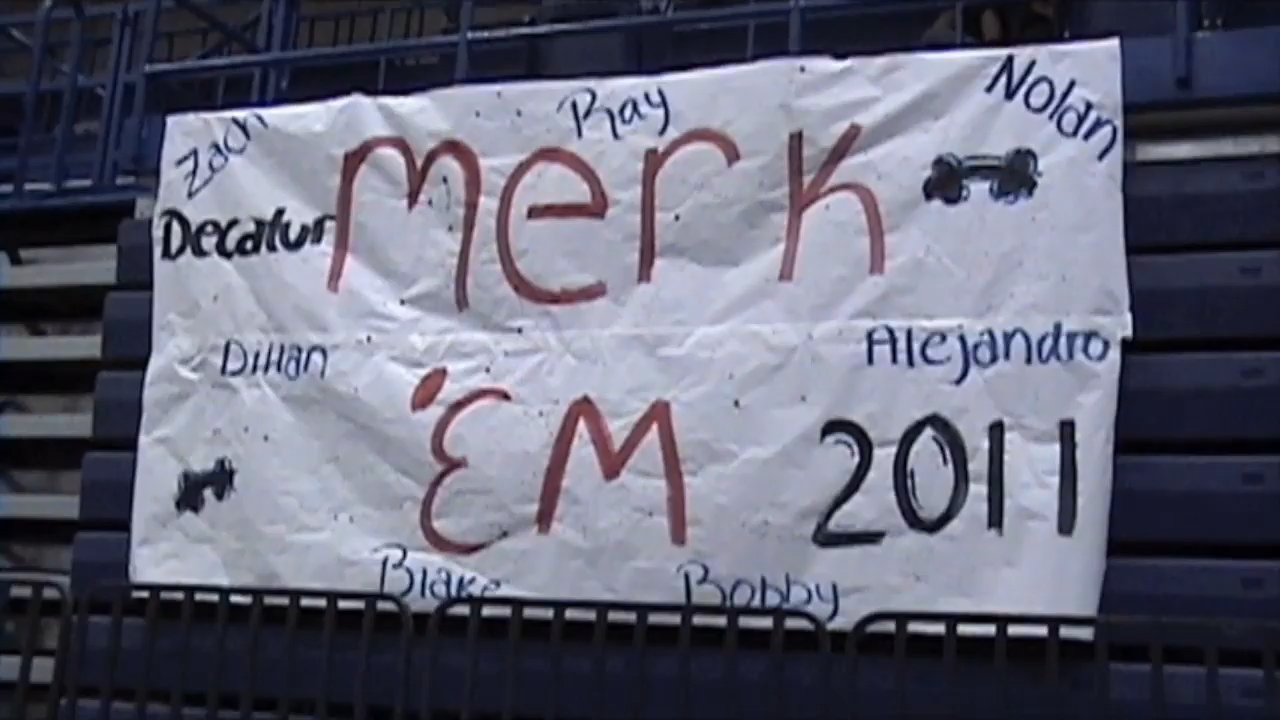 Zach Ray Nolan
Decatur merk
Dillan Alejandro
'EM 2011
Blake Bobby